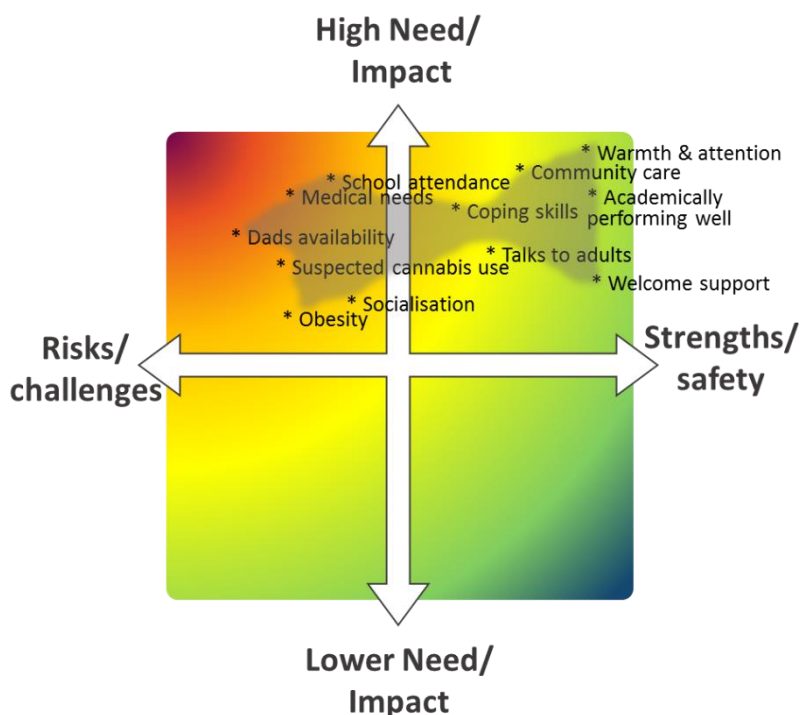 High Need/
Impact
* Warmth & attention
* Community care
* School attendance
* Medical needs
* Academically
performing well
* Coping skills
* Dads availability
* Talks to adults
* Suspected cannabis use
* Welcome support
* Socialisation
* Obesity
Risks/
challenges
Strengths/
safety
Lower Need/
Impact